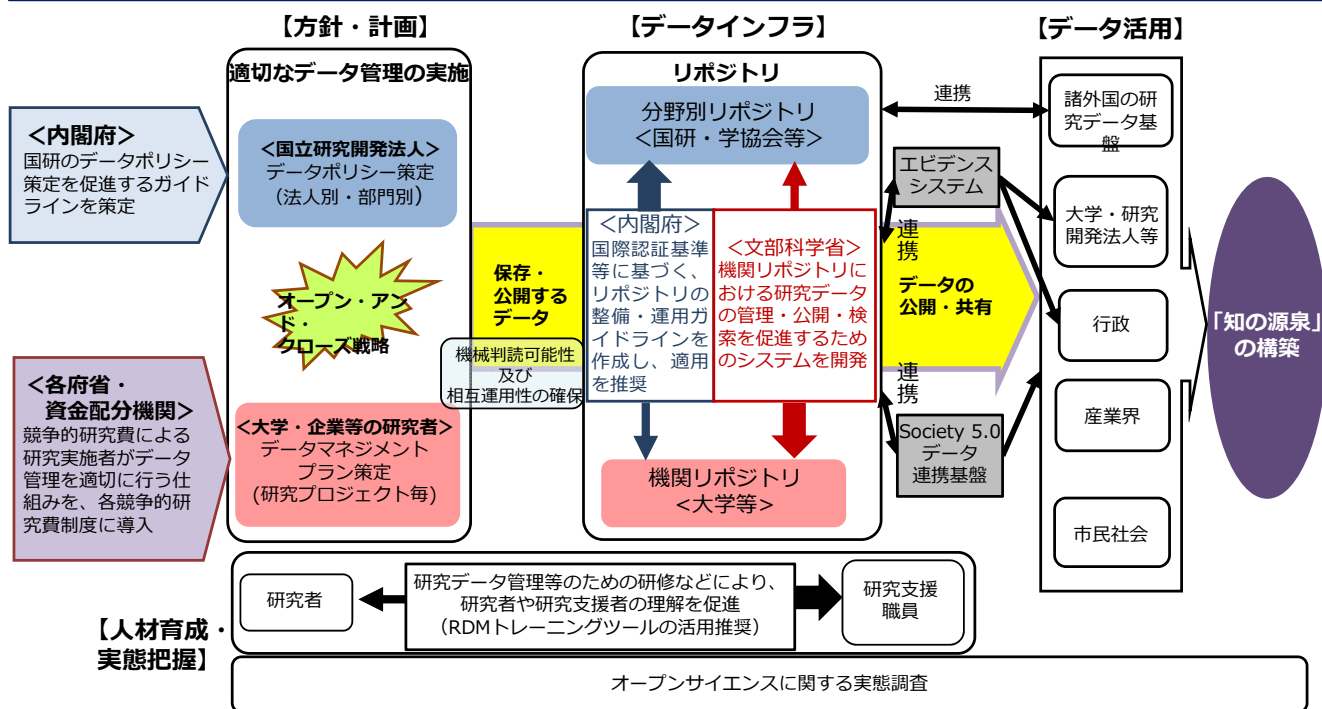 【方針・計画】
【データインフラ】
【データ活用】
適切なデータ管理の実施
<内閣府>
国研のデータポリシー
策定を促進するガイド
ラインを策定
<国立研究開発法人>
データポリシー策定
(法人別・部門別)
オープン・アン
ド・
クローズ戦略
<各府省・
資金配分機関>
競争的研究費による
研究実施者がデータ
管理を適切に行う仕
組みを、各競争的研
究費制度に導入
<大学・企業等の研究者>
データマネジメント
プラン策定
(研究プロジェクト毎)
保存・
公開する
データ
機械判読可能性
及び
相互運用性の確保
リポジトリ
分野別リポジトリ
<国研・学協会等>
<内閣府>
国際認証基準
等に基づく、
リポジトリの
整備・運用ガ
イドラインを
作成し、適用
を推奨
<文部科学省>
機関リポジトリに
おける研究データ
の管理・公開・検
索を促進するため
のシステムを開発
機関リポジトリ
<大学等>
連携
エビデンス
システム
連携
データの
公開・共有
連携
Society 5.0
データ
連携基盤
諸外国の研
究データ基
盤
大学・研究
開発法人等
行政
産業界
市民社会
「知の源泉」
の構築
【人材育成・
実態把握】
研究者
研究データ管理等のための研修などにより、
研究者や研究支援者の理解を促進
（RDMトレーニングツールの活用推奨）
研究支援
職員
オープンサイエンスに関する実態調査